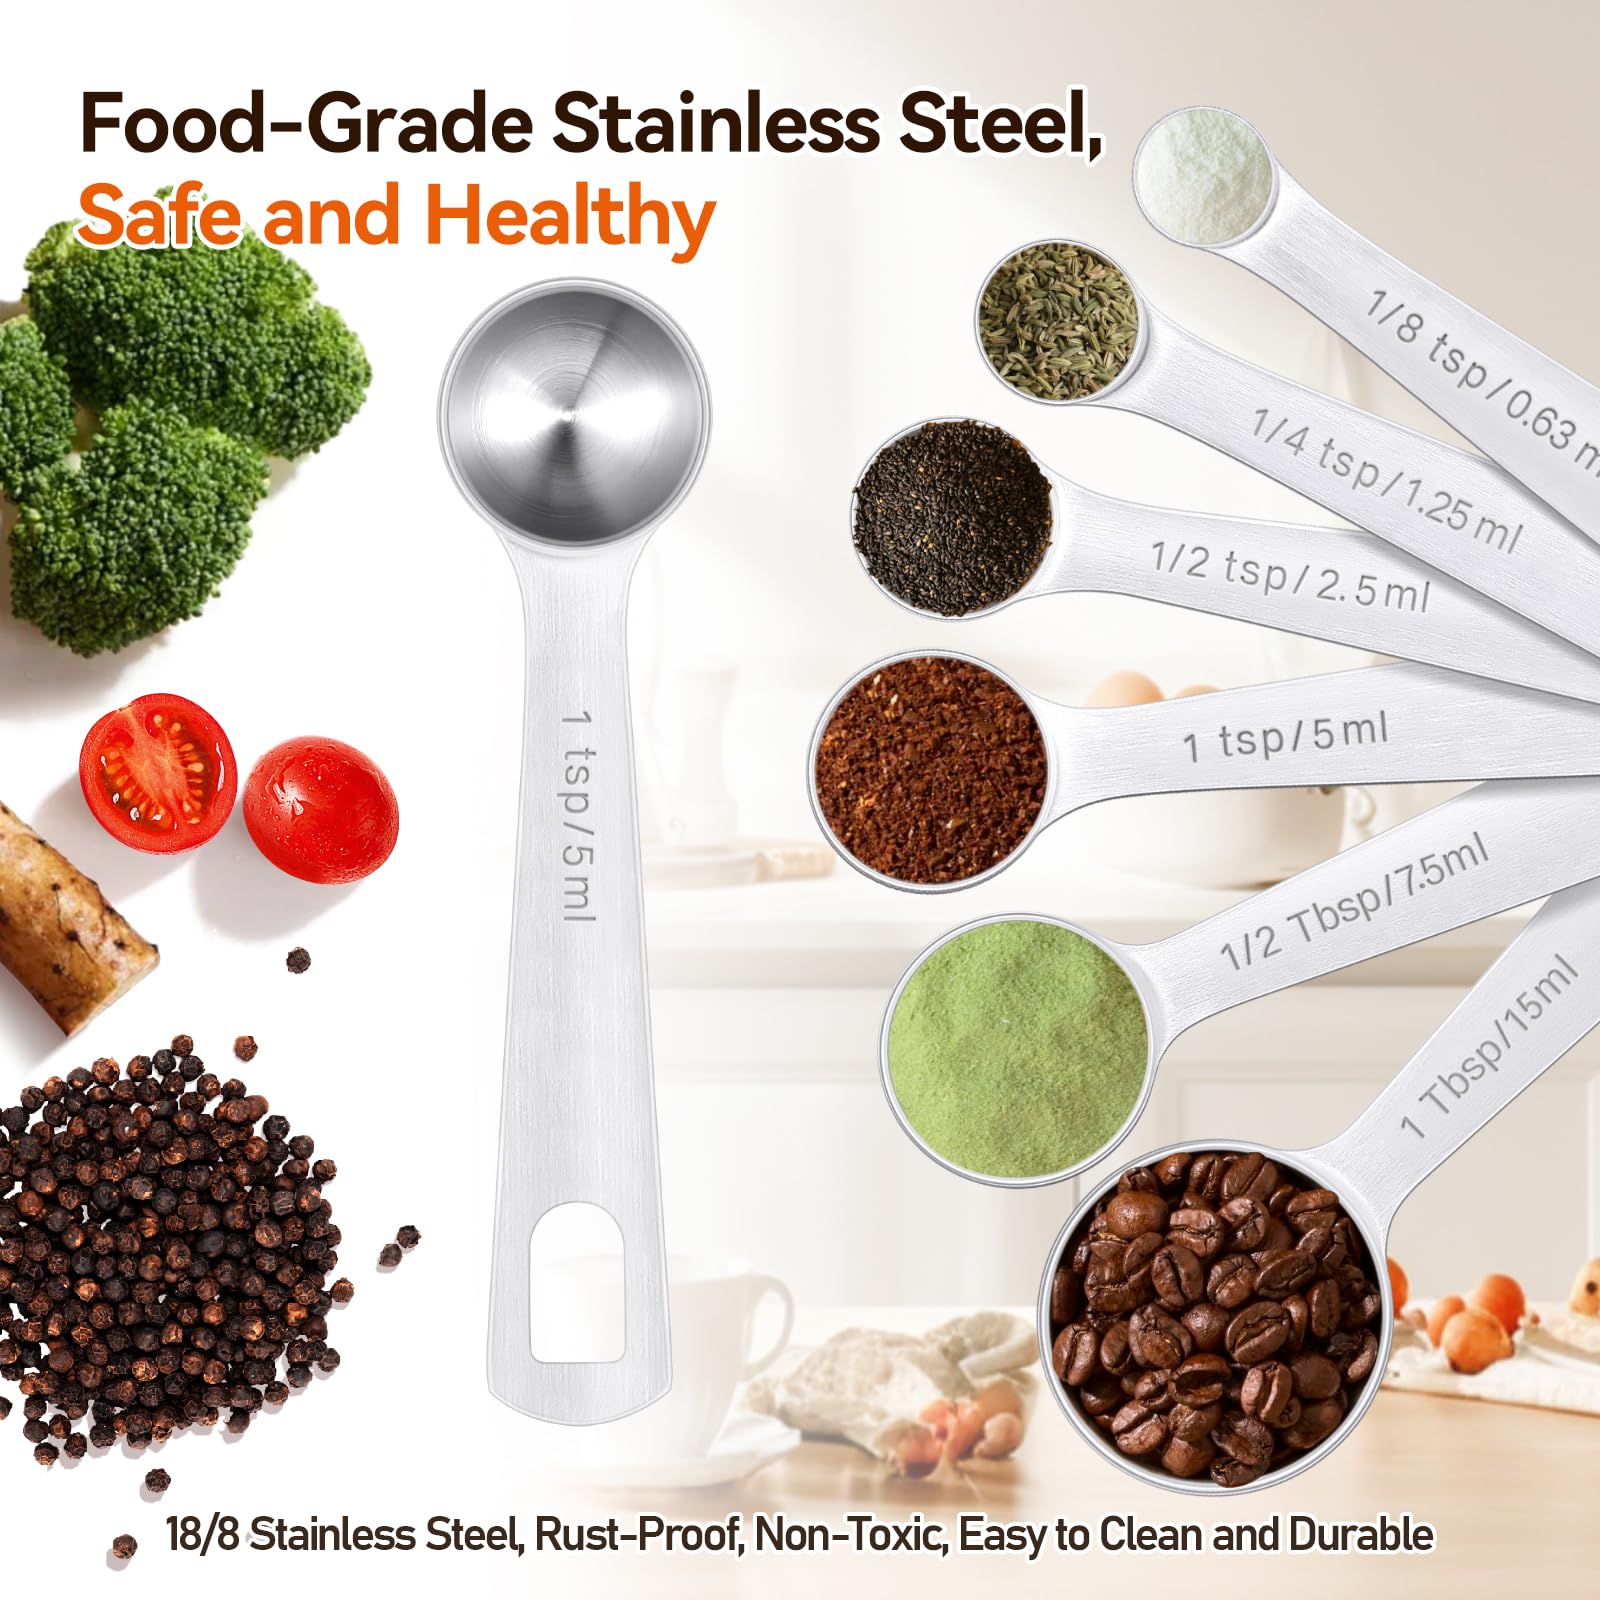 Food-Grade Stainless Steel,
Safe and Healthy
1/8 tsp/0.63 m
1/4 tsp/1.25 ml
1/2 tsp/2.5 ml
1 tsp/5 ml
1 tsp/5 ml
1/2 Tbsp/7.5ml
1 Tbsp/15ml
18/8 Stainless Steel, Rust-Proof, Non-Toxic, Easy to Clean and Durable